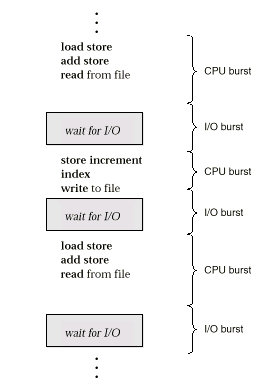 load store
add store
read from file
CPU burst
wait for I/O
I/O burst
store increment
index
write to file
CPU burst
wait for I/O
I/O burst
load store
add store
read from file
CPU burst
wait for I/O
I/O burst